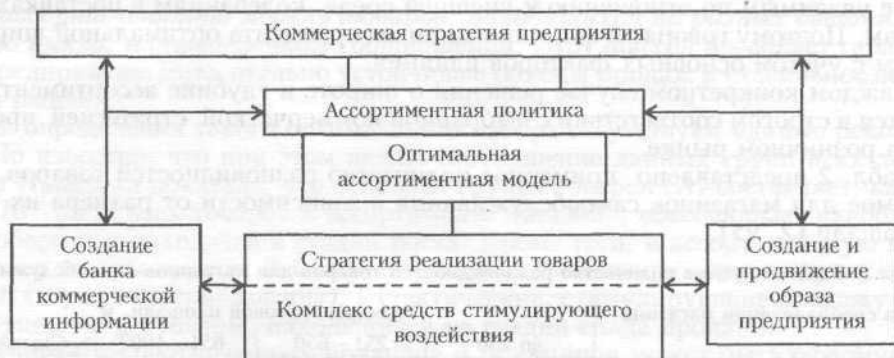 Коммерческая стратегия предприятия
Ассортиментная политика
Оптимальная
ассортиментная модель
Создание
банка
коммерческой
информации
Стратегия реализации товаров
Комплекс средств стимулирующего
воздействия
Создание и
продвижение
образа
предприятия